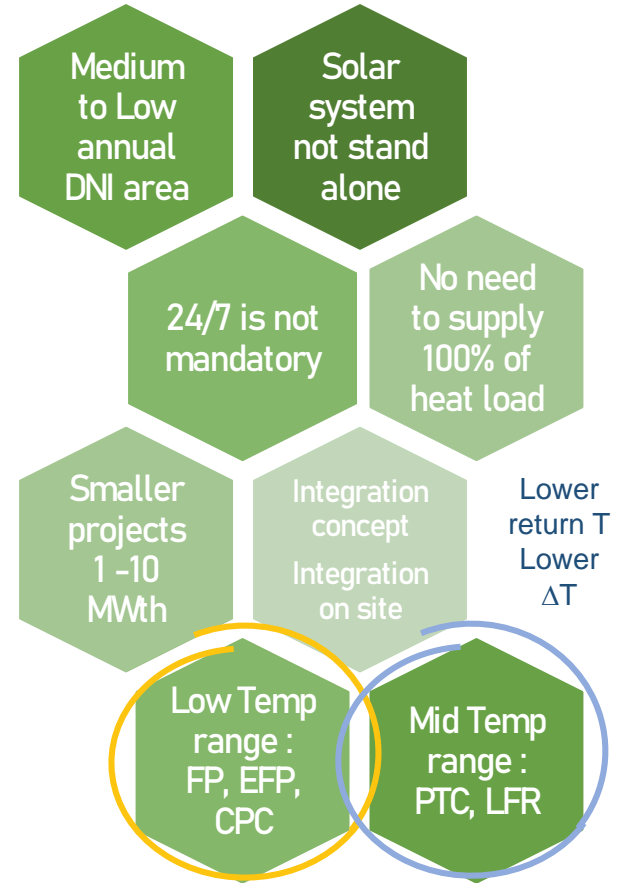 Medium
to Low
annual
DNI area
Solar
system
not stand
alone
24/7 is not
mandatory
No need
to supply
100% of
heat load
Smaller
projects
1 -10
MWth
Integration
concept
Integration
on site
Lower
return T
Lower
ΔT
Low Temp
range :
FP, EFP,
CPC
Mid Temp
range :
PTC, LFR